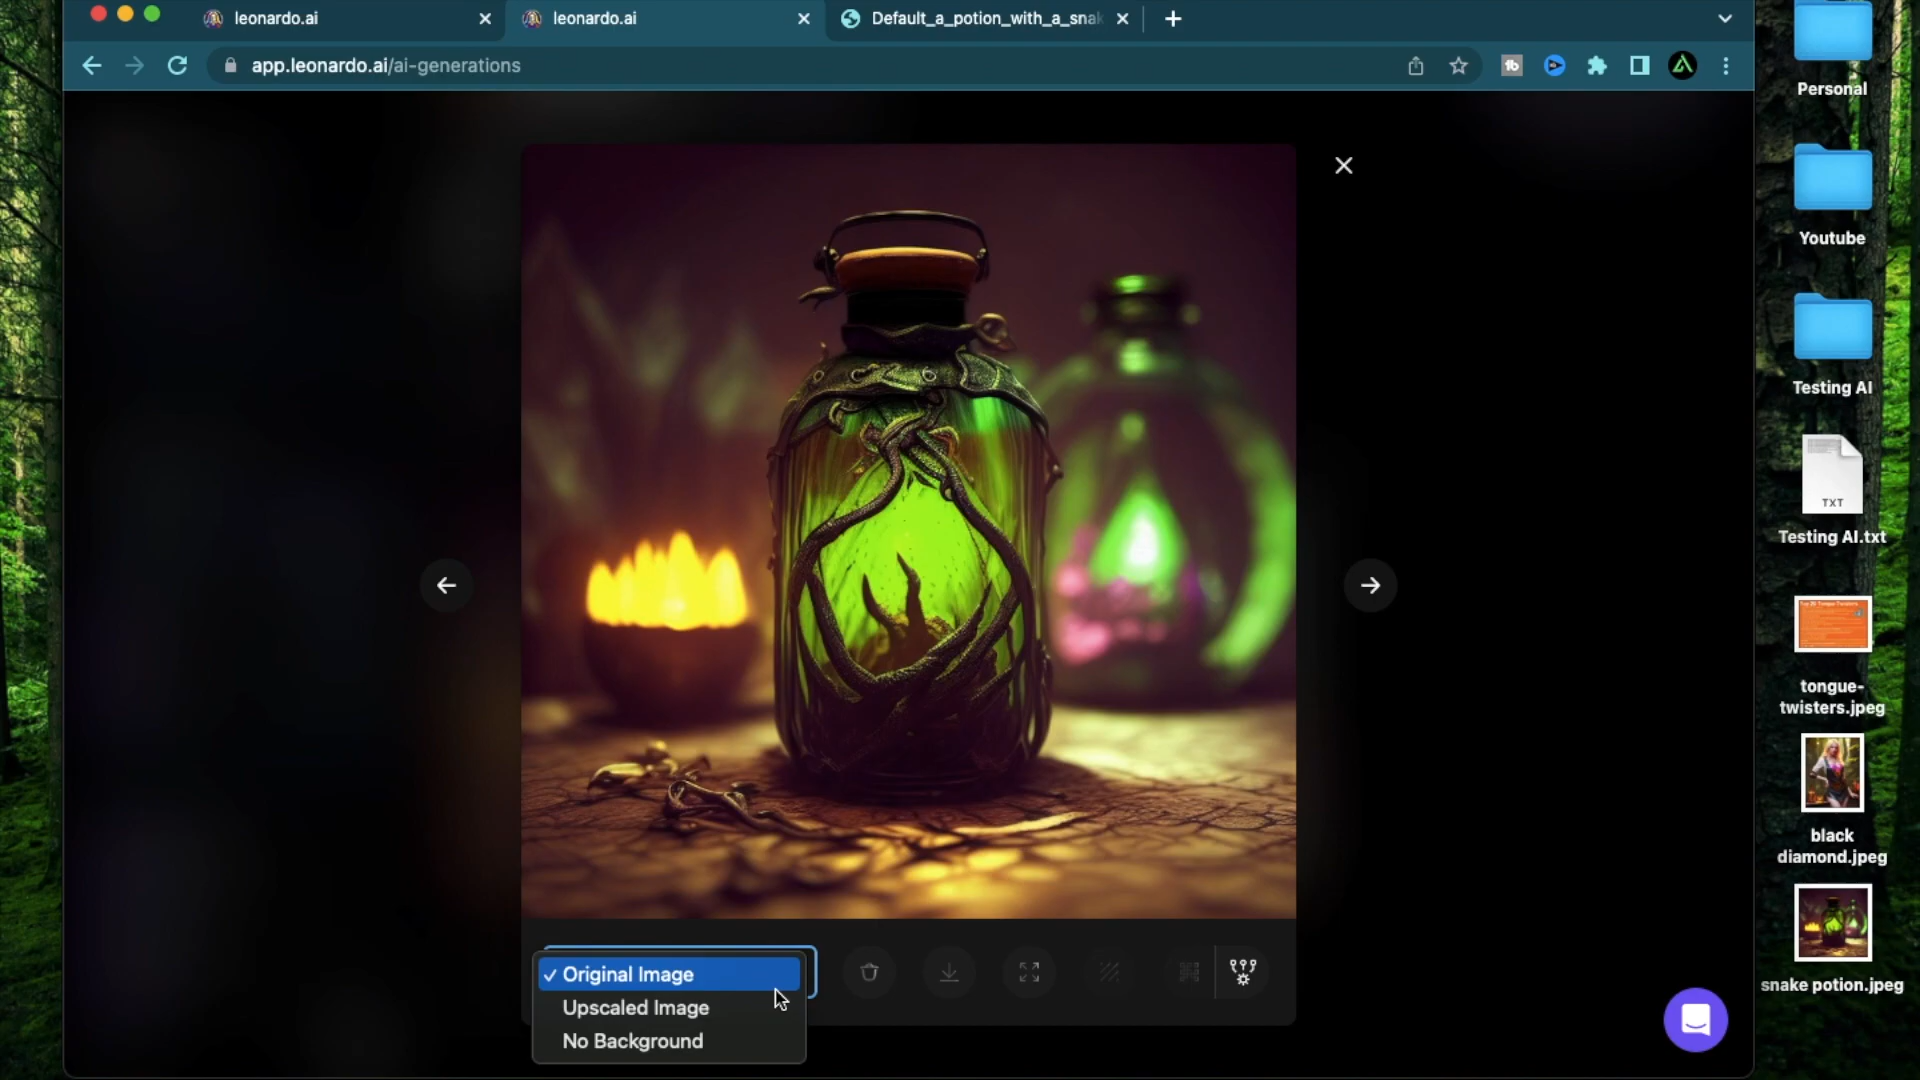 leonardo.ai
leonardo.ai
Default_a_potion_with_a_snak
app.leonardo.ai/ai-generations
Personal
Youtube
Testing AI
TXT
Testing AI.txt
tongue-
twisters.jpeg
black
diamond.jpeg
snake potion.jpeg
Original Image
Upscaled Image
No Background